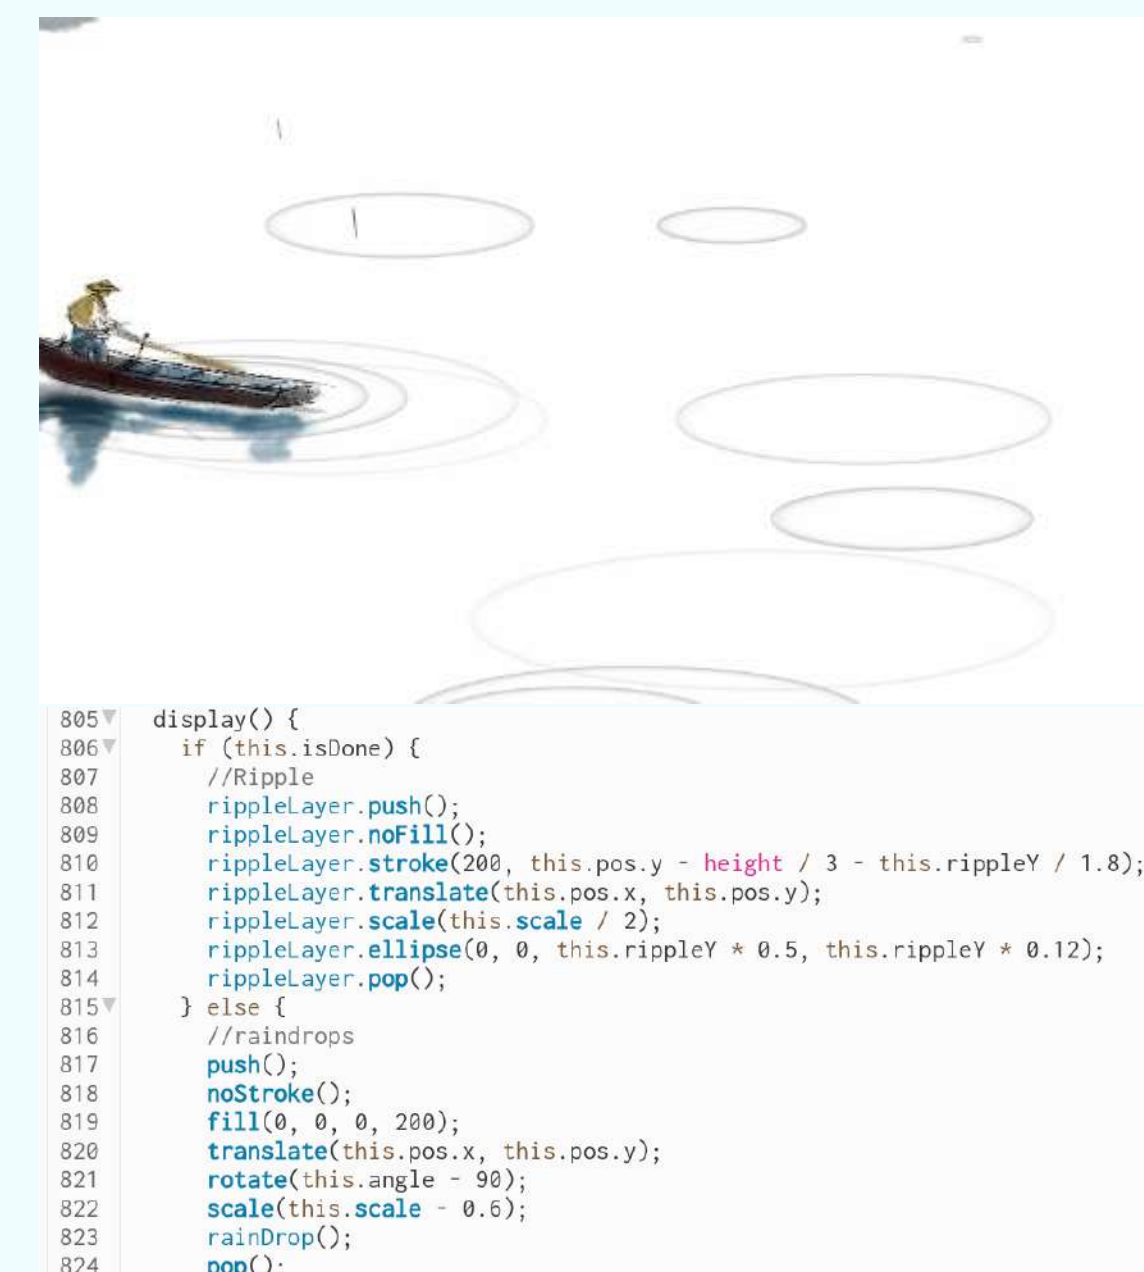 805 display() {
806 if (this.isDone) {
807 //Ripple
808 rippleLayer.push();
809 rippleLayer.noFill();
810 rippleLayer.stroke(200, this.pos.y - height / 3 - this.rippleY / 1.8);
811 rippleLayer.translate(this.pos.x, this.pos.y);
812 rippleLayer.scale(this.scale / 2);
813 rippleLayer.ellipse(0, 0, this.rippleY * 0.5, this.rippleY * 0.12);
814 rippleLayer.pop();
815 } else {
816 //raindrops
817 push();
818 noStroke();
819 fill(0, 0, 0, 200);
820 translate(this.pos.x, this.pos.y);
821 rotate(this.angle - 90);
822 scale(this.scale - 0.6);
823 rainDrop();
824 pop();